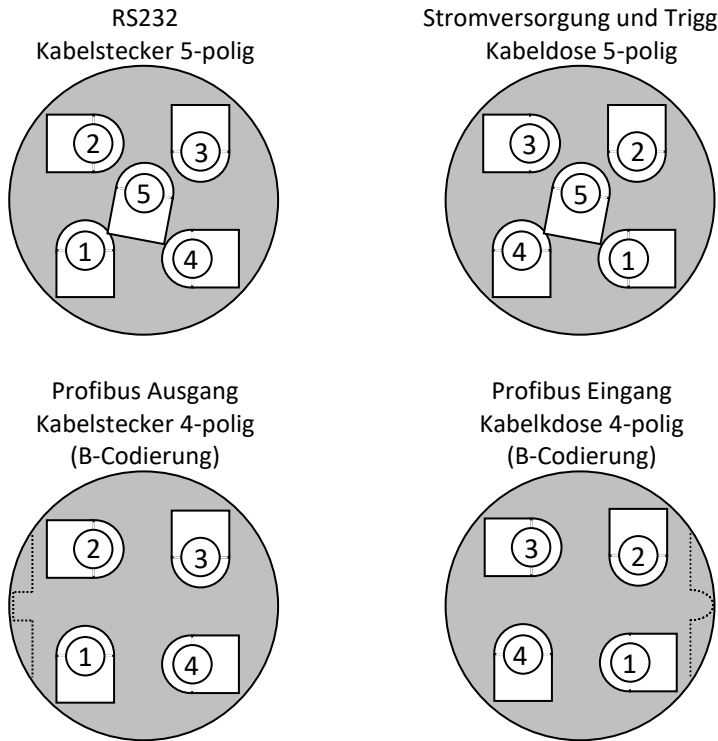 RS232
Kabelstecker 5-polig
2
3
5
1
4
Stromversorgung und Trigg
Kabeldose 5-polig
3
2
5
4
1
Profibus Ausgang
Kabelstecker 4-polig
(B-Codierung)
2
3
1
4
Profibus Eingang
Kabelkdose 4-polig
(B-Codierung)
3
2
4
1